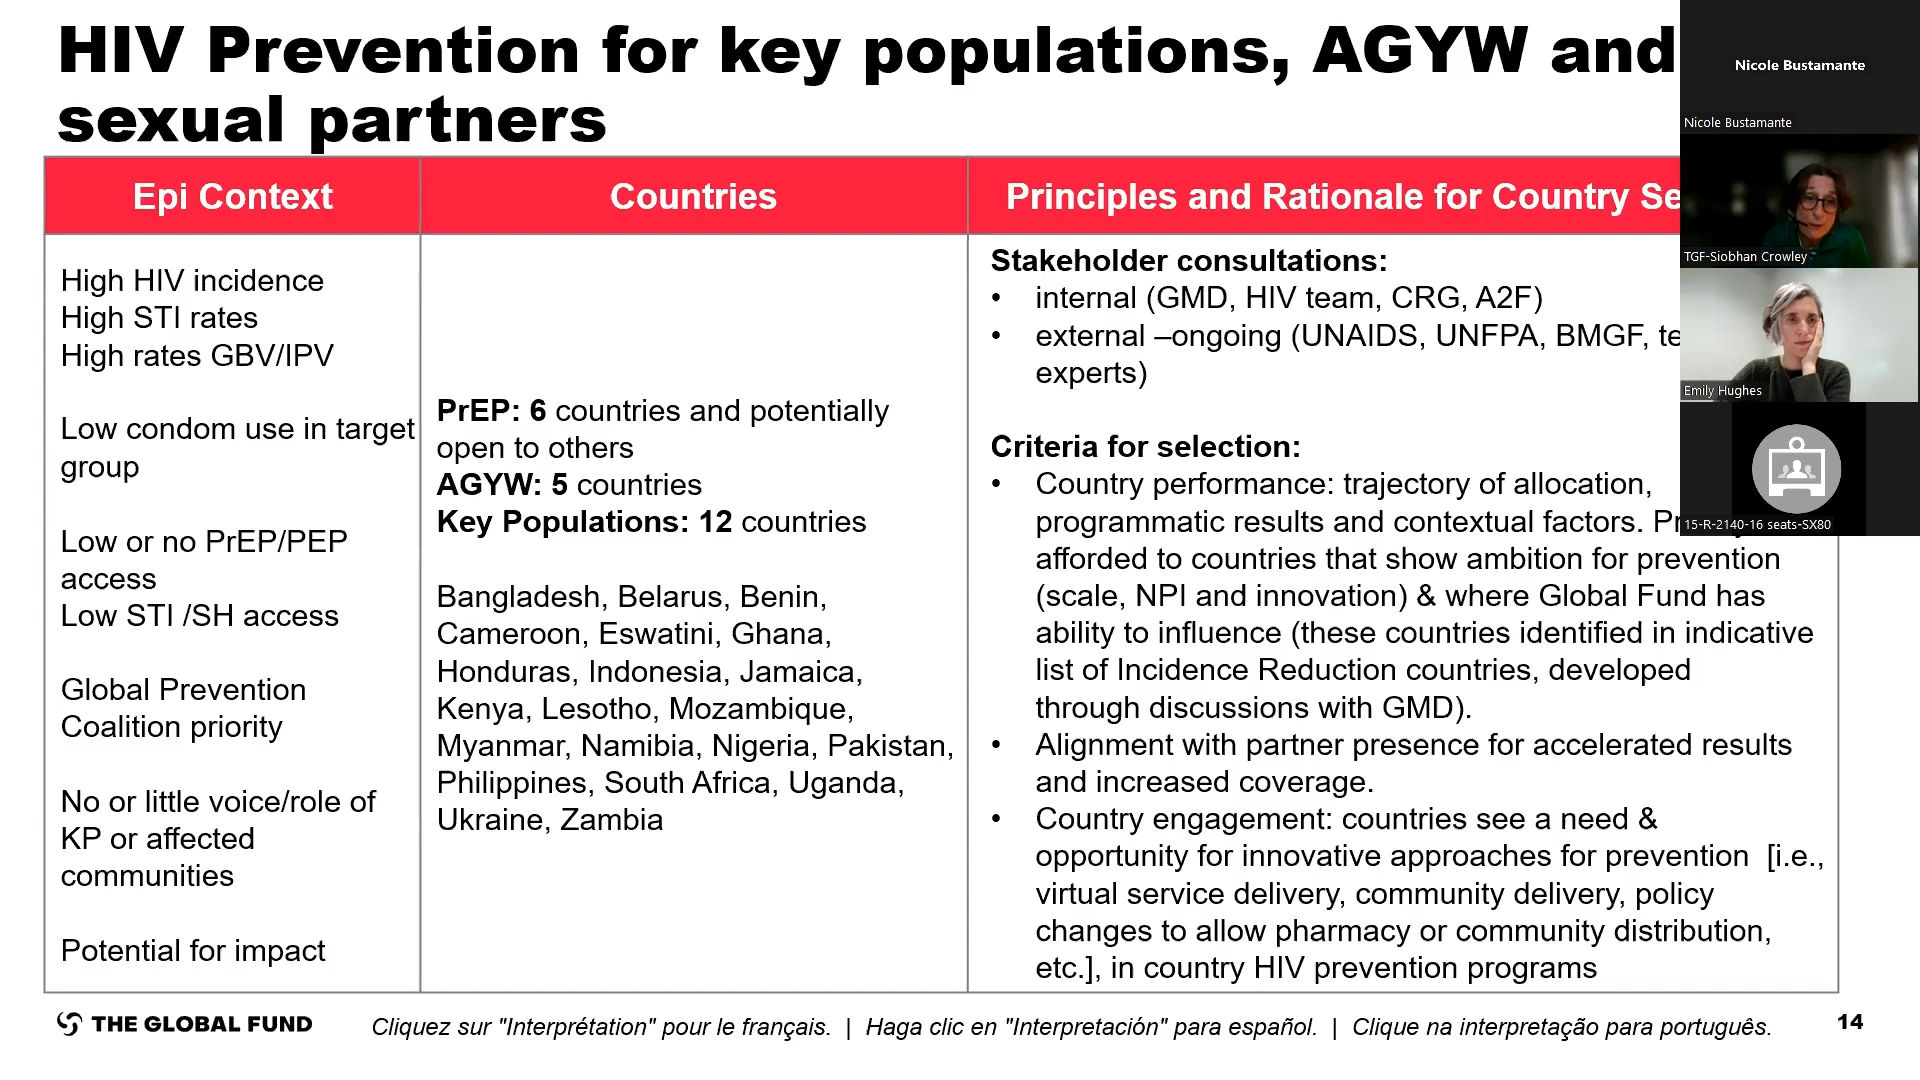 HIV Prevention for key populations, AGYW and
sexual partners
Epi Context
Countries
Principles and Rationale for Country Se
High HIV incidence
High STI rates
High rates GBV/IPV
Low condom use in target
group
Low or no PrEP/PEP
access
Low STI /SH access
Global Prevention
Coalition priority
No or little voice/role of
KP or affected
communities
Potential for impact
PrEP: 6 countries and potentially
open to others
AGYW: 5 countries
Key Populations: 12 countries
Bangladesh, Belarus, Benin,
Cameroon, Eswatini, Ghana,
Honduras, Indonesia, Jamaica,
Kenya, Lesotho, Mozambique,
Myanmar, Namibia, Nigeria, Pakistan,
Philippines, South Africa, Uganda,
Ukraine, Zambia
Stakeholder consultations:
• internal (GMD, HIV team, CRG, A2F)
• external –ongoing (UNAIDS, UNFPA, BMGF, te
experts)
Criteria for selection:
• Country performance: trajectory of allocation,
programmatic results and contextual factors.
afforded to countries that show ambition for prevention
(scale, NPI and innovation) & where Global Fund has
ability to influence (these countries identified in indicative
list of Incidence Reduction countries, developed
through discussions with GMD).
• Alignment with partner presence for accelerated results
and increased coverage.
• Country engagement: countries see a need &
opportunity for innovative approaches for prevention [i.e.,
virtual service delivery, community delivery, policy
changes to allow pharmacy or community distribution,
etc.], in country HIV prevention programs
Nicole Bustamante
Nicole Bustamante
TGF-Siobhan Crowley
Emily Hughes
15-R-2140-16 seats-SX80
THE GLOBAL FUND
Cliquez sur "Interprétation" pour le français. | Haga clic en "Interpretación" para español. | Clique na interpretação para português.
14